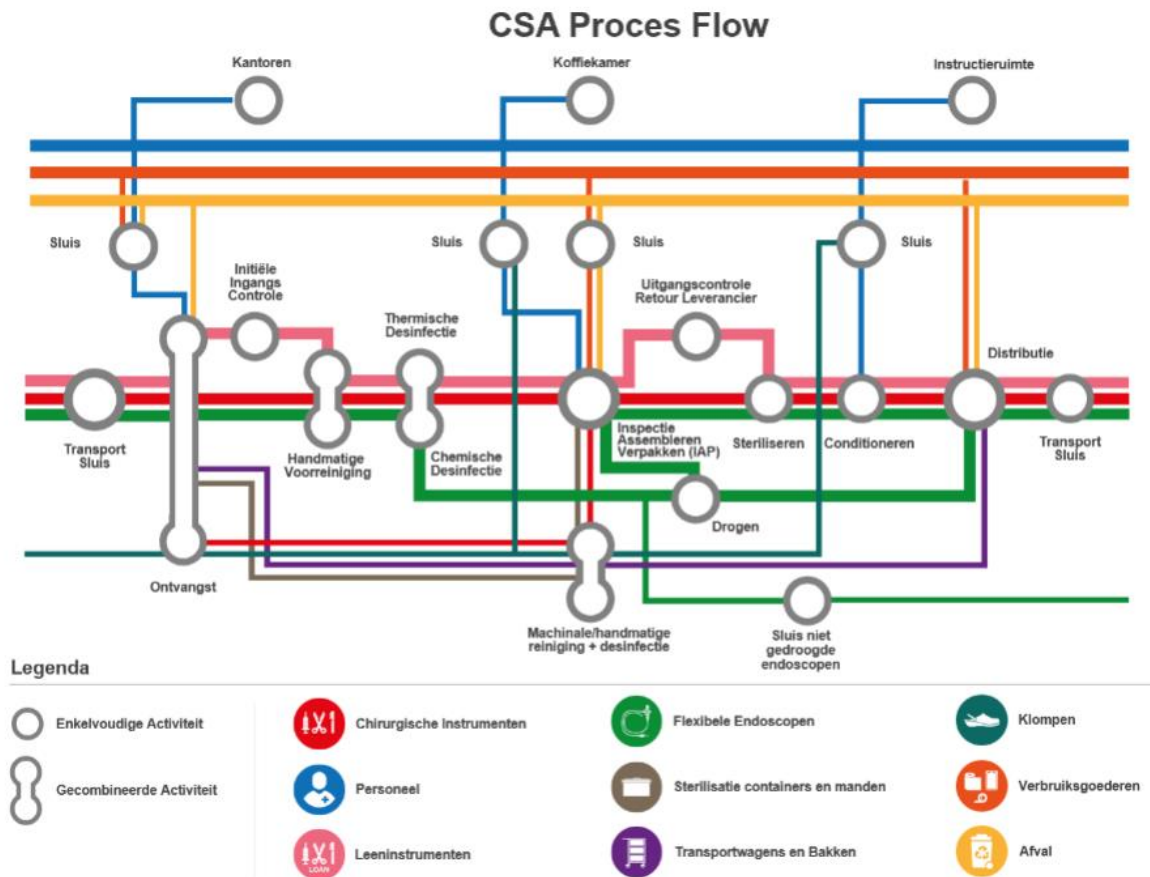 CSA Proces Flow
Kantoren
Koffiekamer
Instructieruimte
Sluis
Sluis
Sluis
Sluis
Initiële
Ingangs
Controle
Uitgangscontrole
Retour Leverancier
Thermische
Desinfectie
Distributie
Transport
Sluis
Handmatige
Voorreiniging
Chemische
Desinfectie
Inspectie
Assembleren
Verpakken (IAP)
Steriliseren
Conditioneren
Transport
Sluis
Drogen
Ontvangst
Machinale/handmatige
reiniging + desinfectie
Sluis niet
gedroogde
endoscopen
Legenda
Enkelvoudige Activiteit
Gecombineerde Activiteit
Chirurgische Instrumenten
Personeel
LOAN
Leeninstrumenten
Flexibele Endoscopen
Sterilisatie containers en manden
Transportwagens en Bakken
Klompen
Verbruiksgoederen
Afval